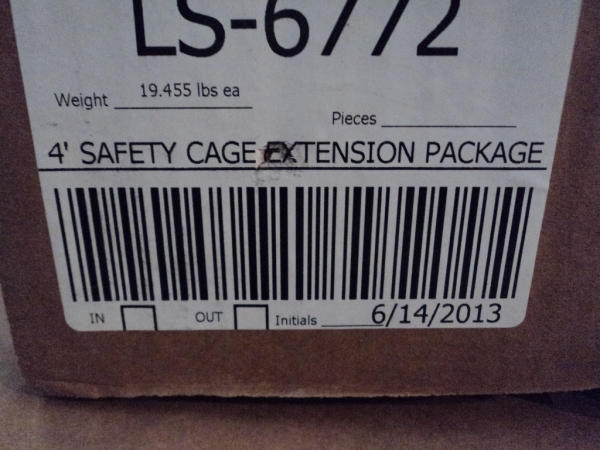 LS-6772
Weight 19.455 lbs ea
Pieces
4' SAFETY CAGE EXTENSION PACKAGE
IN OUT Initials 6/14/2013